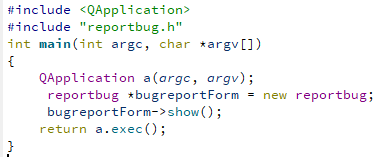 #include <QApplication>
#include "reportbug.h"
int main(int argc, char *argv[])
{
    QApplication a(argc, argv);
     reportbug *bugreportForm = new reportbug;
     bugreportForm->show();
    return a.exec();
}